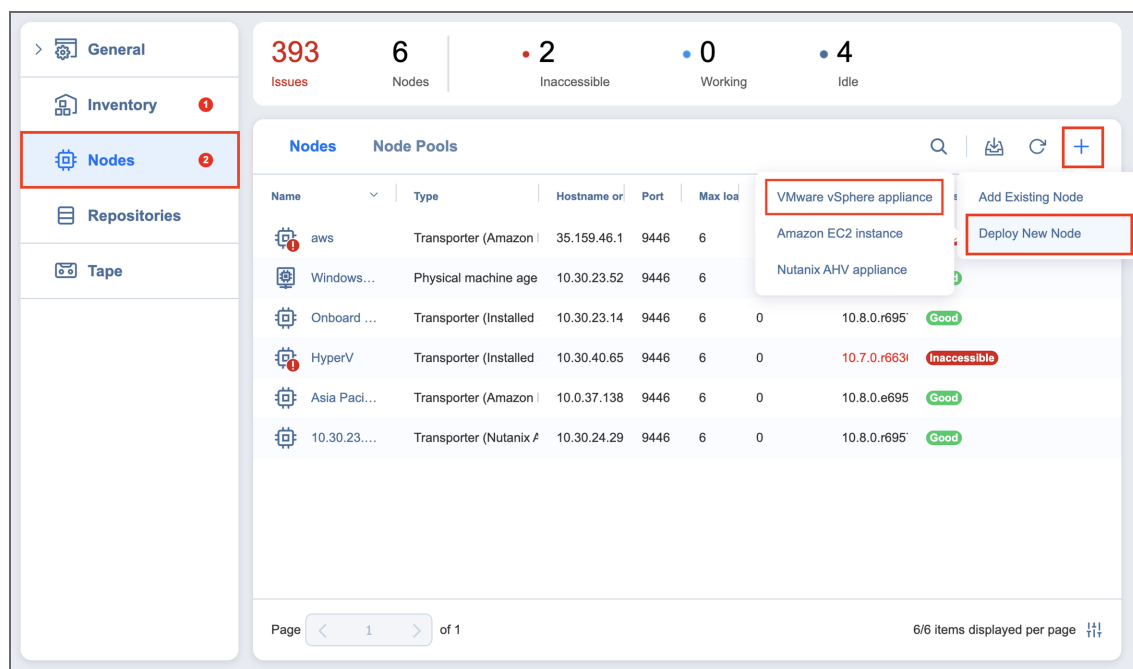 General
Inventory 1
Nodes 2
Repositories
Tape
393 6 2 0 4
Issues Nodes Inaccessible Working Idle
Nodes Node Pools
Name Type Hostname or Port Max loa
VMware vSphere appliance
Amazon EC2 instance
Nutanix AHV appliance
Add Existing Node
Deploy New Node
aws Transporter (Amazon 35.159.46.1 9446 6
Windows... Physical machine age 10.30.23.52 9446 6
Onboard ... Transporter (Installed 10.30.23.14 9446 6 0 10.8.0.r695 Good
HyperV Transporter (Installed 10.30.40.65 9446 6 0 10.7.0.r663 Inaccessible
Asia Paci... Transporter (Amazon 10.0.37.138 9446 6 0 10.8.0.e695 Good
10.30.23.... Transporter (Nutanix A 10.30.24.29 9446 6 0 10.8.0.r695 Good
Page 1 of 1
6/6 items displayed per page